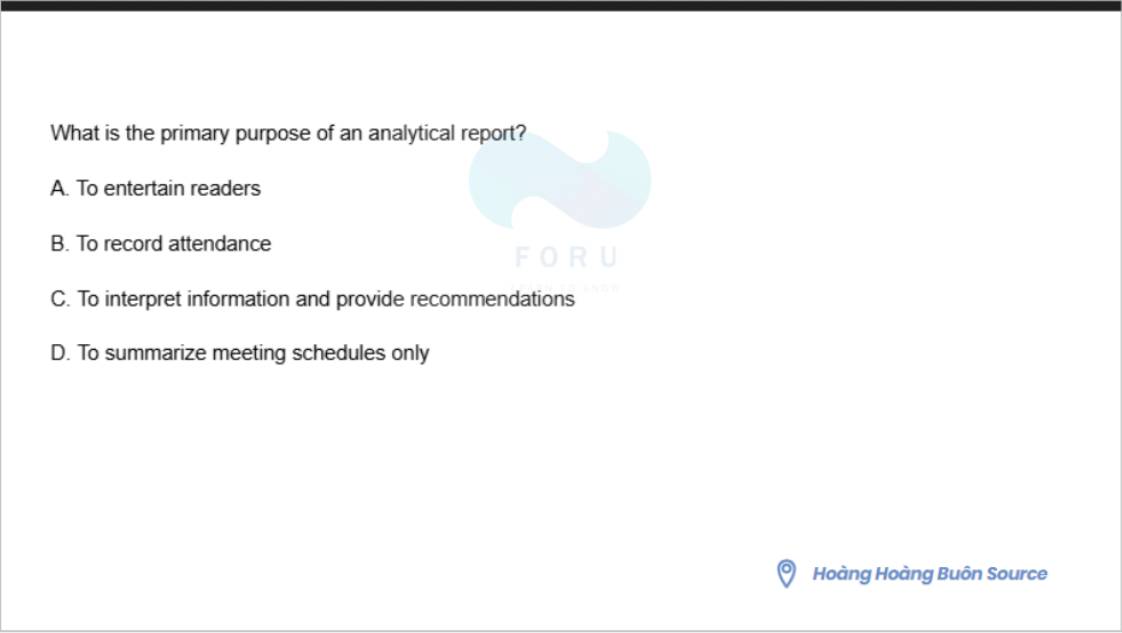 What is the primary purpose of an analytical report?
A. To entertain readers
B. To record attendance
FORU
C. To interpret information and provide recommendations
D. To summarize meeting schedules only
Hoàng Hoàng Buôn Source